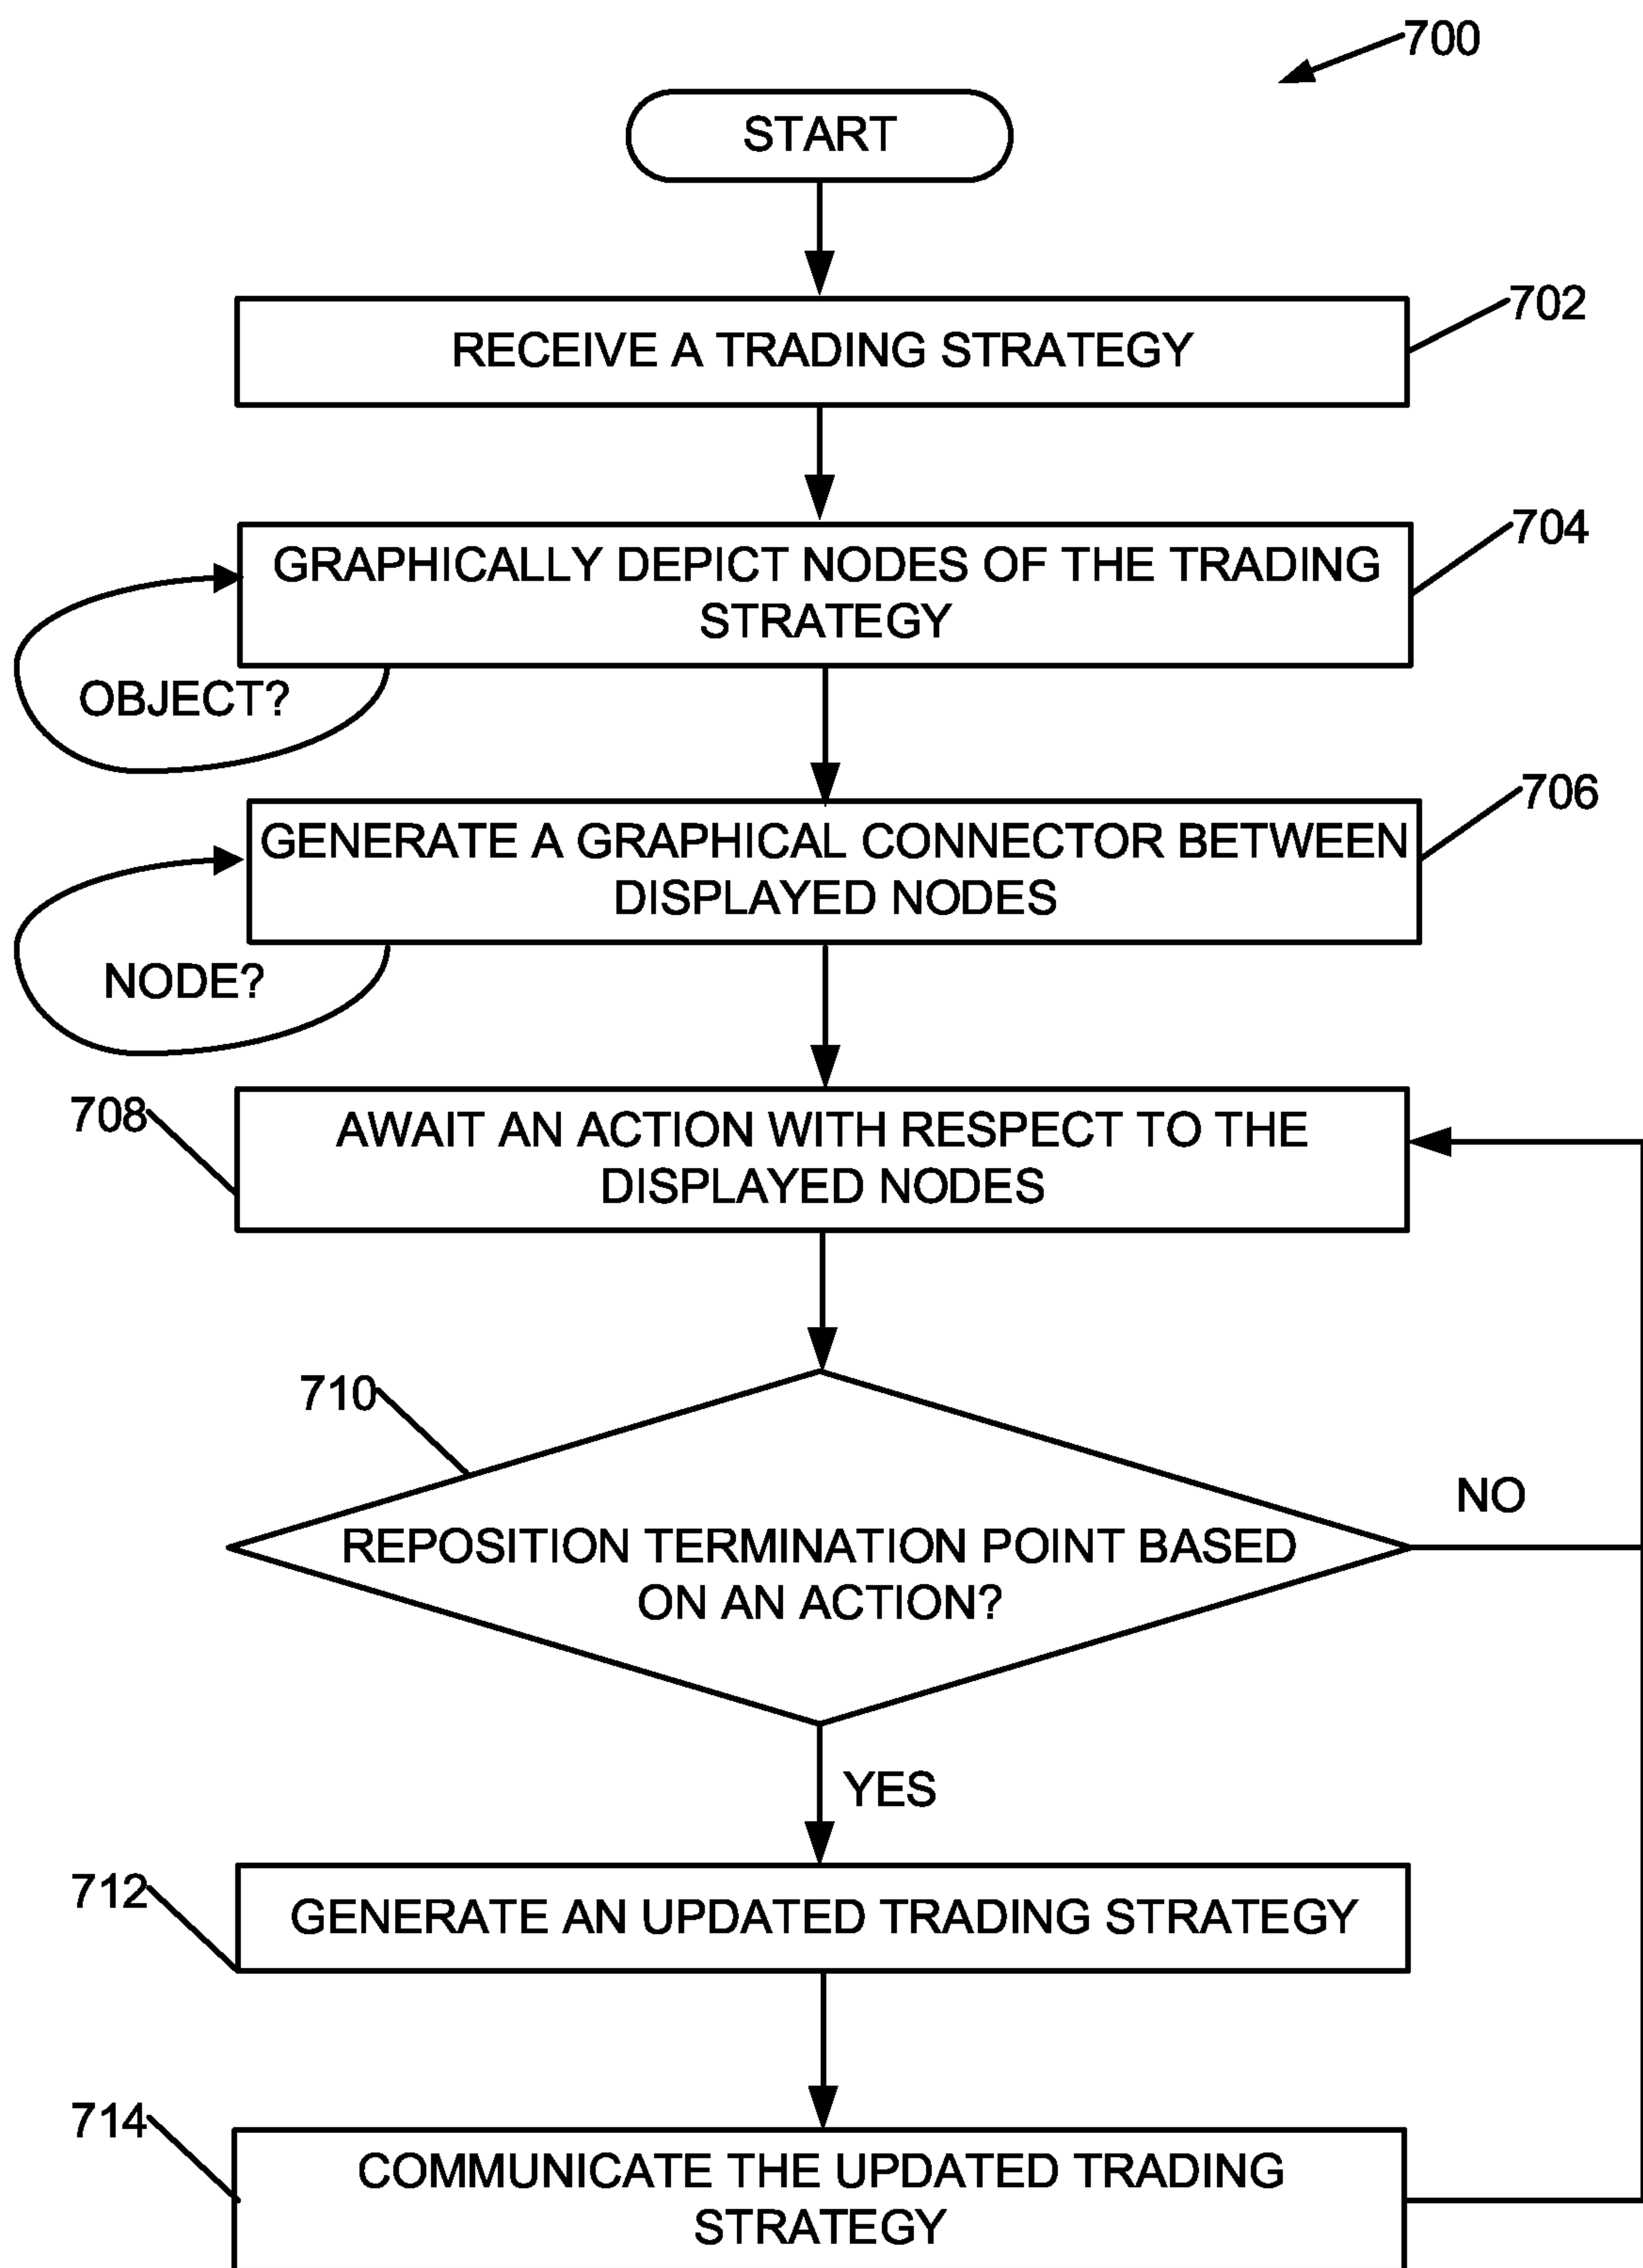 700
START
RECEIVE A TRADING STRATEGY
702
GRAPHICALLY DEPICT NODES OF THE TRADING
STRATEGY
704
OBJECT?
GENERATE A GRAPHICAL CONNECTOR BETWEEN
DISPLAYED NODES
706
NODE?
708
AWAIT AN ACTION WITH RESPECT TO THE
DISPLAYED NODES
710
REPOSITION TERMINATION POINT BASED
ON AN ACTION?
NO
YES
712
GENERATE AN UPDATED TRADING STRATEGY
714
COMMUNICATE THE UPDATED TRADING
STRATEGY